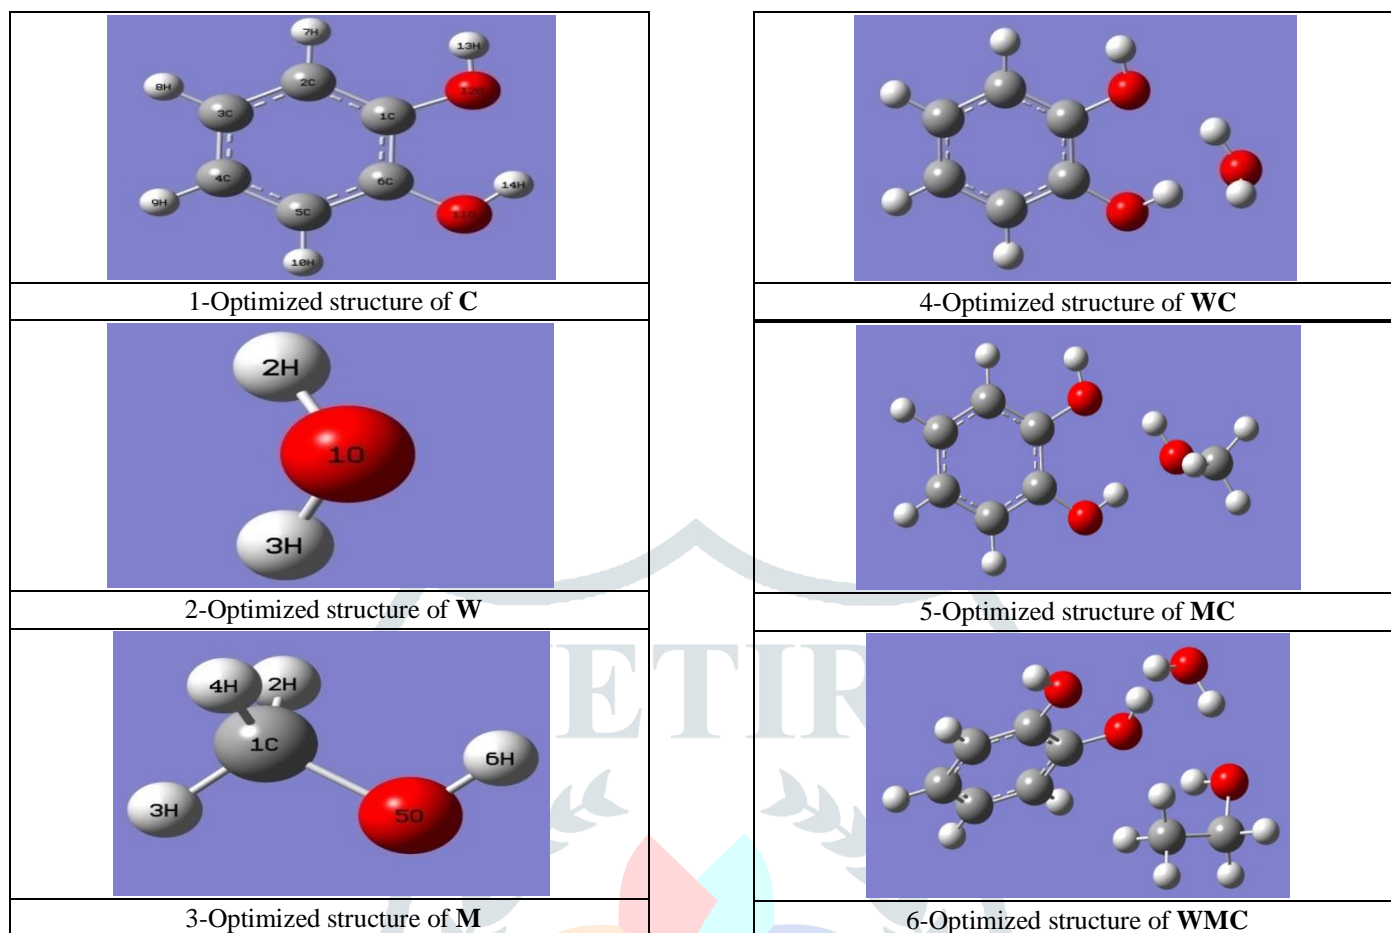 7H
13H
2C
12O
8H
3C
1C
4C
6C
14H
9H
5C
11O
10H
1-Optimized structure of C
2H
1O
3H
2-Optimized structure of W
4H
2H
1C
6H
3H
5O
3-Optimized structure of M
4-Optimized structure of WC
5-Optimized structure of MC
6-Optimized structure of WMC
ETIR